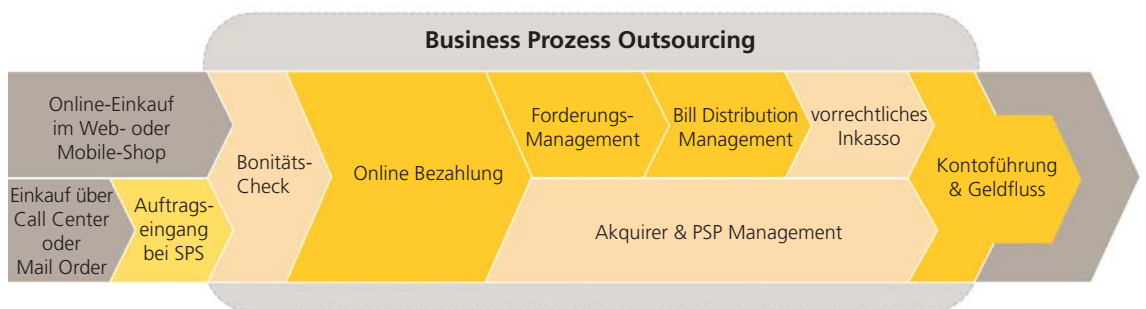 Business Prozess Outsourcing
Online-Einkauf
im Web- oder
Mobile-Shop
Einkauf über
Call Center
oder
Mail Order
Auftrags-
eingang
bei SPS
Bonitäts-
Check
Online Bezahlung
Forderungs-
Management
Bill Distribution
Management
vorrechtliches
Inkasso
Akquirer & PSP Management
Kontoführung
& Geldfluss